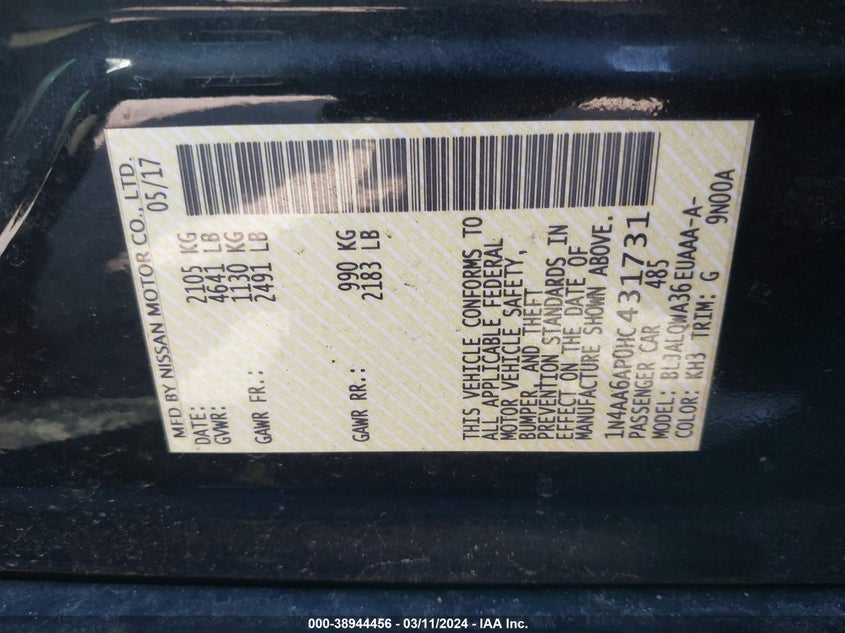 MFD BY NISSAN MOTOR CO., LTD.
DATE: 05/17
GVWR: 2105 KG
4641 LB
GAWR FR.: 1130 KG
2491 LB
GAWR RR.: 990 KG
2183 LB
THIS VEHICLE CONFORMS TO
ALL APPLICABLE FEDERAL
MOTOR VEHICLE SAFETY,
BUMPER, AND THEFT
PREVENTION STANDARDS IN
EFFECT ON THE DATE OF
MANUFACTURE SHOWN ABOVE.
1N4AA6AP0HC431731
PASSENGER CAR 485
MODEL: BLJALQWA36EUAAA-A-
COLOR: KH3 TRIM: G 9N00A
000-38944456 - 03/11/2024 - IAA Inc.